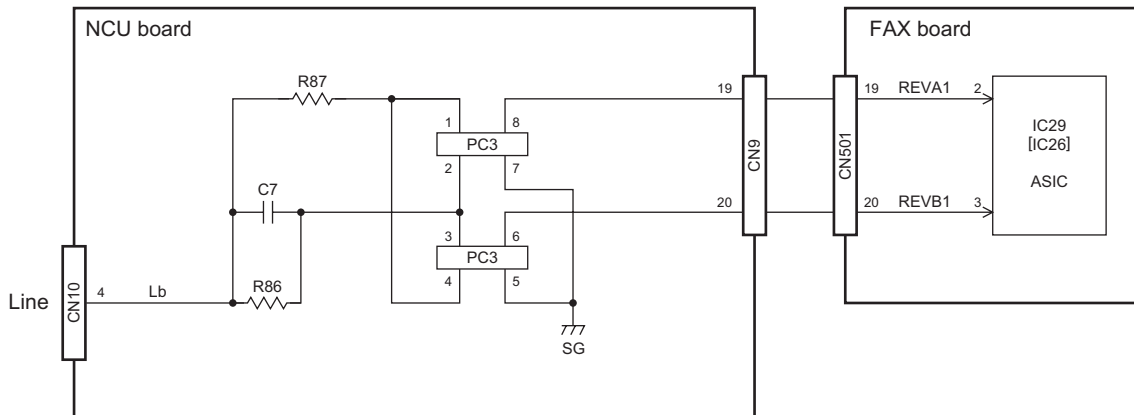 NCU board
FAX board
R87
19
19
REVA1
2
1
8
PC3
IC29
[IC26]
ASIC
2
7
CN9
CN501
C7
20
20
REVB1
3
3
6
PC3
4
5
R86
Line
CN10
4
Lb
SG